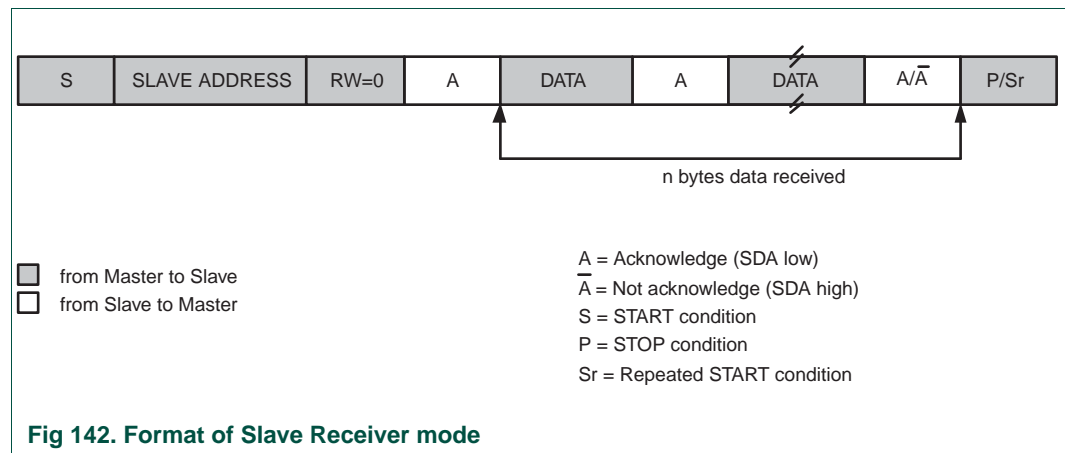 S SLAVE ADDRESS RW=0 A DATA A DATA A/A̅ P/Sr
n bytes data received
from Master to Slave
from Slave to Master
A = Acknowledge (SDA low)
A̅ = Not acknowledge (SDA high)
S = START condition
P = STOP condition
Sr = Repeated START condition
Fig 142. Format of Slave Receiver mode